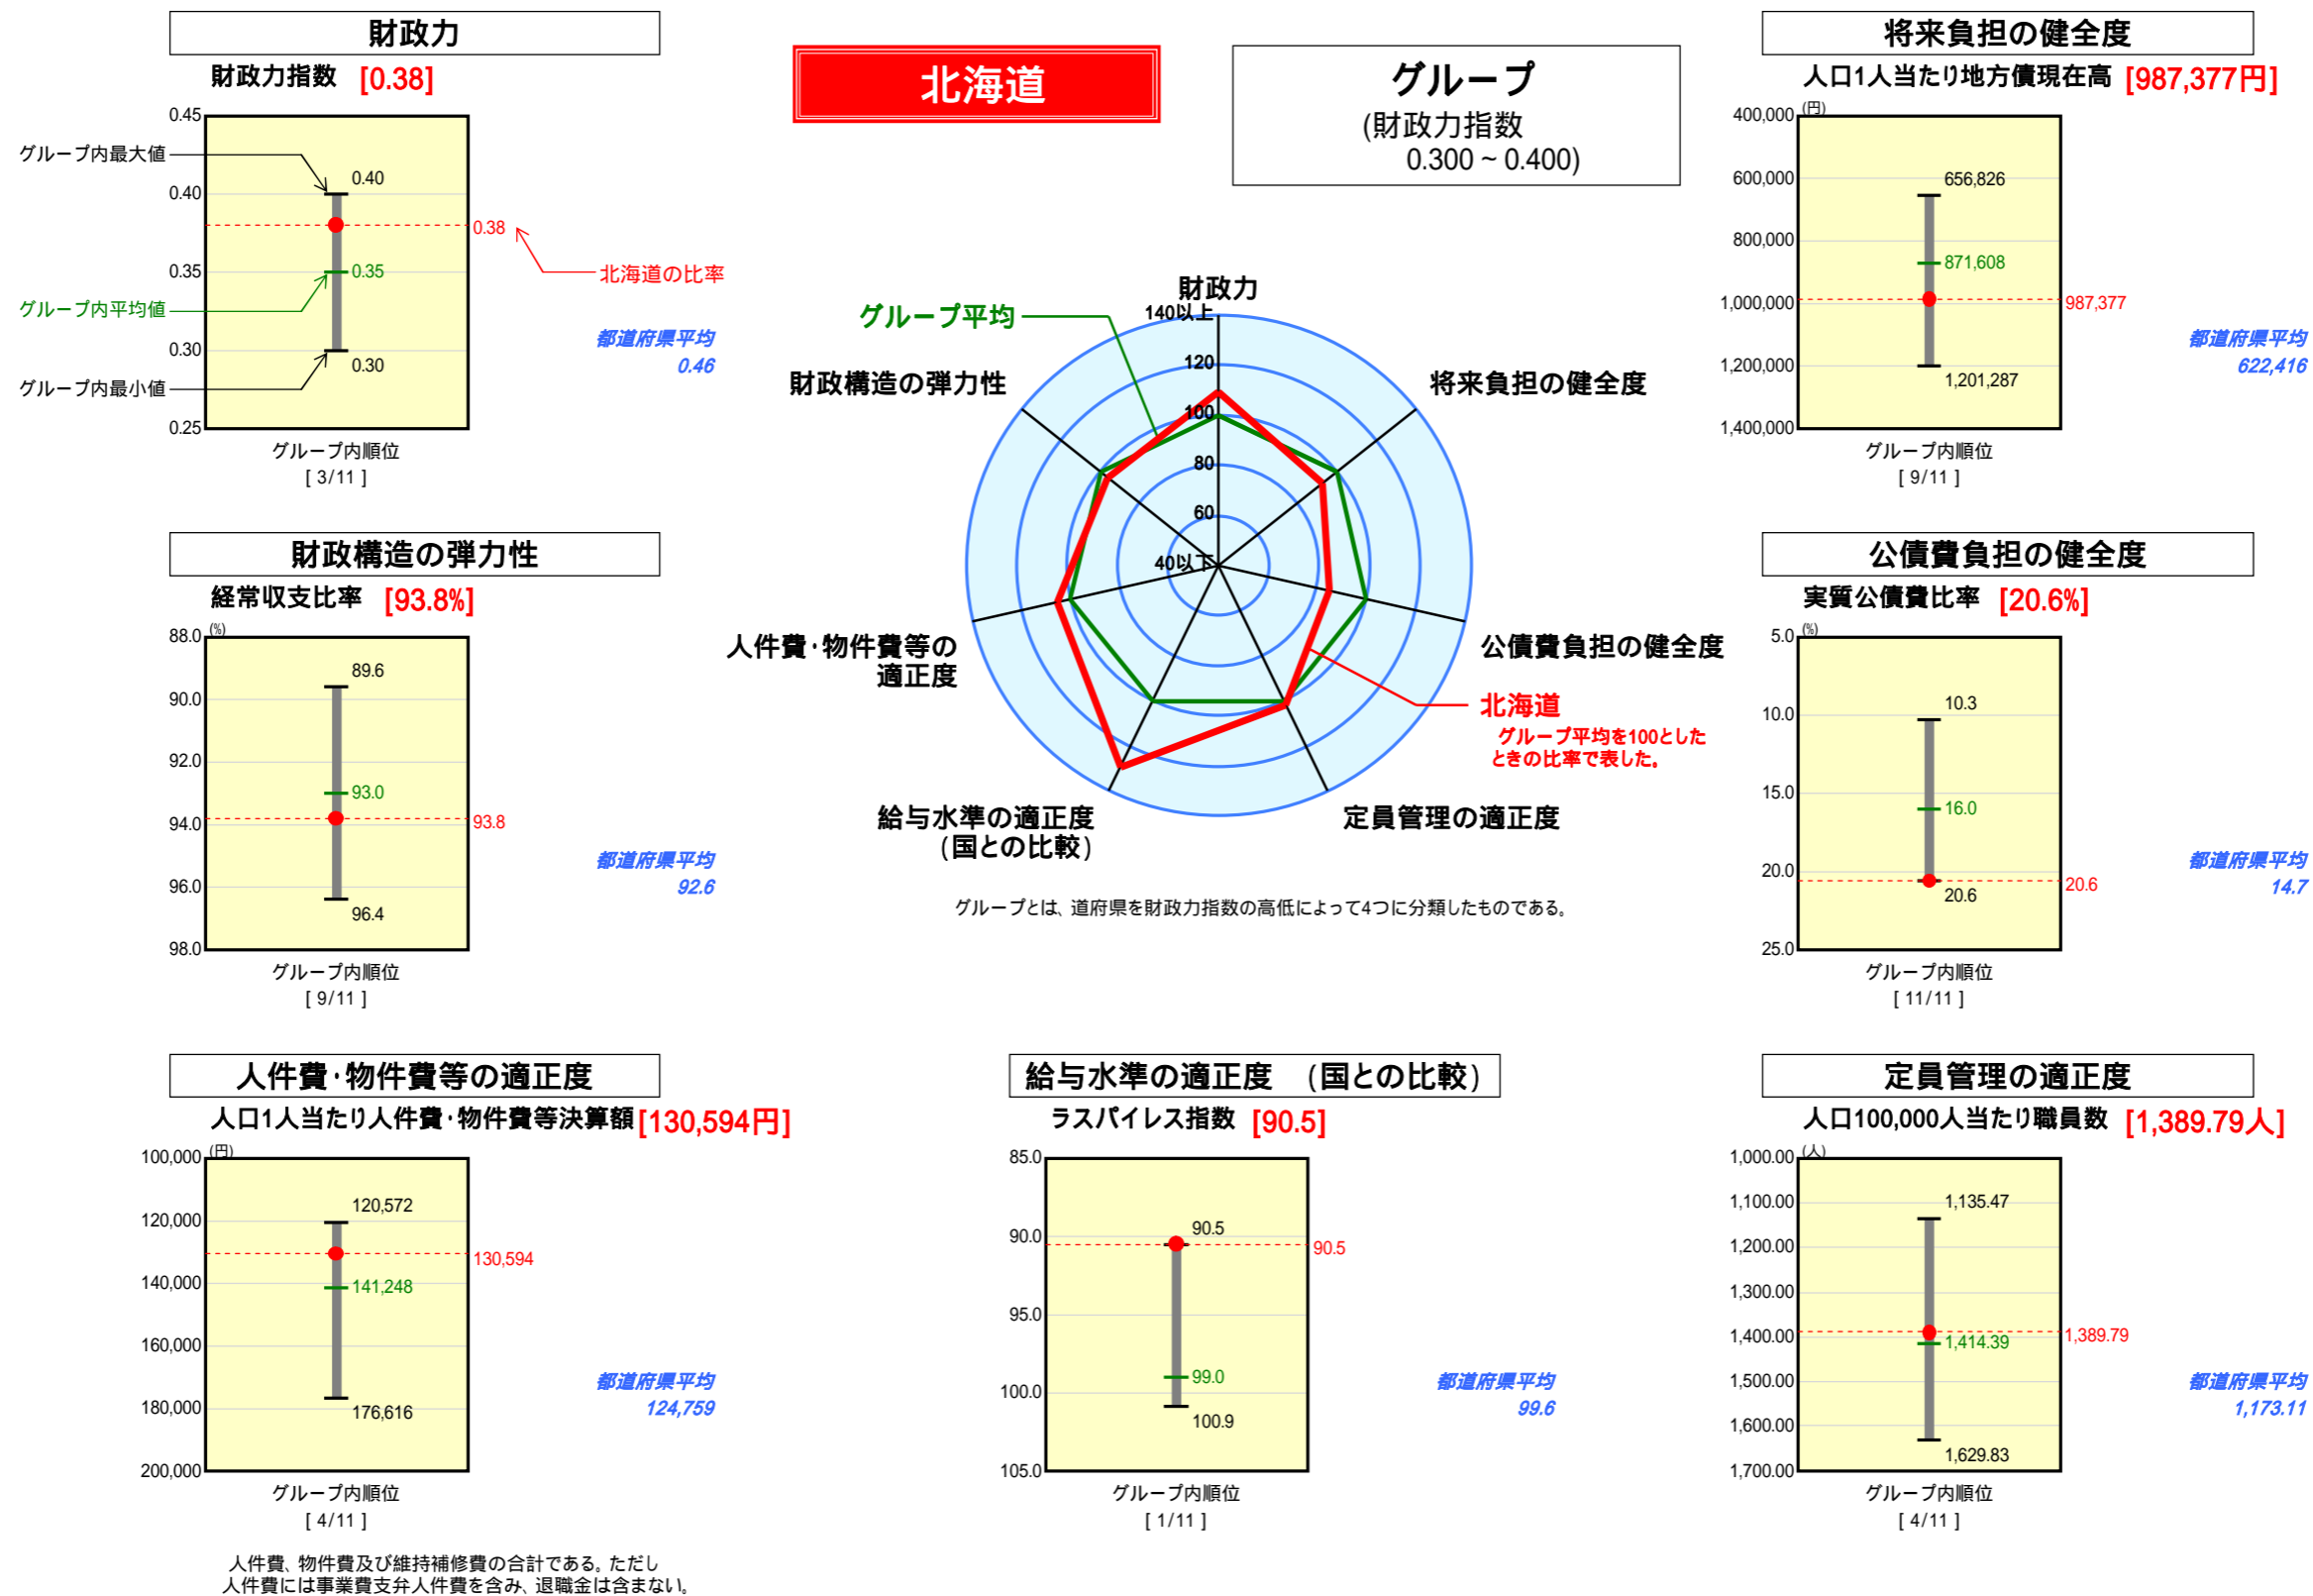 財政力
財政力指数 [0.38]
0.45
0.40
0.35
0.30
0.25
グループ内最大値
グループ内平均値
グループ内最小値
0.40
0.35
0.30
0.38
北海道の比率
都道府県平均
0.46
グループ内順位
[ 3/11 ]
北海道
グループ
(財政力指数
0.300 ~ 0.400)
将来負担の健全度
人口1人当たり地方債現在高 [987,377円]
(円)
400,000
600,000
800,000
1,000,000
1,200,000
1,400,000
656,826
871,608
1,201,287
987,377
都道府県平均
622,416
グループ内順位
[ 9/11 ]
財政力
140以上
120
100
80
60
40以下
グループ平均
財政構造の弾力性
将来負担の健全度
人件費・物件費等の
適正度
公債費負担の健全度
北海道
グループ平均を100とした
ときの比率で表した。
給与水準の適正度
(国との比較)
定員管理の適正度
グループとは、道府県を財政力指数の高低によって4つに分類したものである。
財政構造の弾力性
経常収支比率 [93.8%]
(%)
88.0
90.0
92.0
94.0
96.0
98.0
89.6
93.0
96.4
93.8
都道府県平均
92.6
グループ内順位
[ 9/11 ]
公債費負担の健全度
実質公債費比率 [20.6%]
(%)
5.0
10.0
15.0
20.0
25.0
10.3
16.0
20.6
20.6
都道府県平均
14.7
グループ内順位
[ 11/11 ]
人件費・物件費等の適正度
人口1人当たり人件費・物件費等決算額 [130,594円]
(円)
100,000
120,000
140,000
160,000
180,000
200,000
120,572
141,248
176,616
130,594
都道府県平均
124,759
グループ内順位
[ 4/11 ]
人件費、物件費及び維持補修費の合計である。ただし
人件費には事業費支弁人件費を含み、退職金は含まない。
給与水準の適正度 (国との比較)
ラスパイレス指数 [90.5]
85.0
90.0
95.0
100.0
105.0
90.5
99.0
100.9
90.5
都道府県平均
99.6
グループ内順位
[ 1/11 ]
定員管理の適正度
人口100,000人当たり職員数 [1,389.79人]
(人)
1,000.00
1,100.00
1,200.00
1,300.00
1,400.00
1,500.00
1,600.00
1,700.00
1,135.47
1,414.39
1,629.83
1,389.79
都道府県平均
1,173.11
グループ内順位
[ 4/11 ]